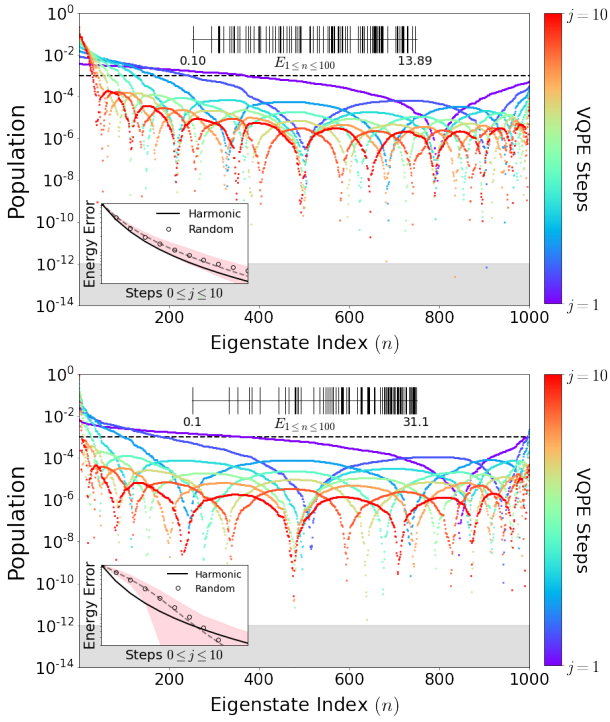 10^0
10^-2
10^-4
10^-6
10^-8
10^-10
10^-12
10^-14
Population
0.10
E_{1≤n≤100}
13.89
Energy Error
Harmonic
Random
Steps 0 ≤ j ≤ 10
200
400
600
800
1000
Eigenstate Index (n)
j = 10
VQPE Steps
j = 1
10^0
10^-2
10^-4
10^-6
10^-8
10^-10
10^-12
10^-14
Population
0.1
E_{1≤n≤100}
31.1
Energy Error
Harmonic
Random
Steps 0 ≤ j ≤ 10
200
400
600
800
1000
Eigenstate Index (n)
j = 10
VQPE Steps
j = 1